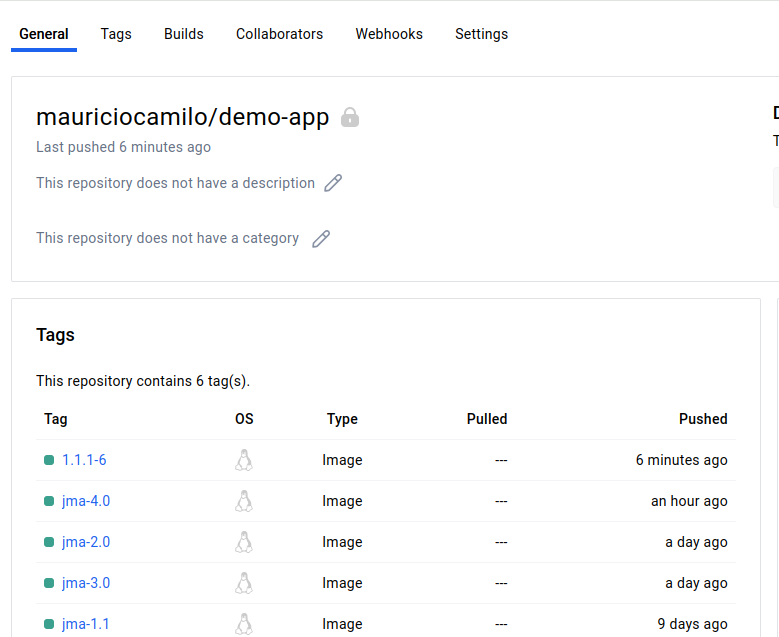 General Tags Builds Collaborators Webhooks Settings
mauriciocamilo/demo-app
Last pushed 6 minutes ago
This repository does not have a description
This repository does not have a category
Tags
This repository contains 6 tag(s).
Tag OS Type Pulled Pushed
1.1.1-6 Image --- 6 minutes ago
jma-4.0 Image --- an hour ago
jma-2.0 Image --- a day ago
jma-3.0 Image --- a day ago
jma-1.1 Image --- 9 days ago